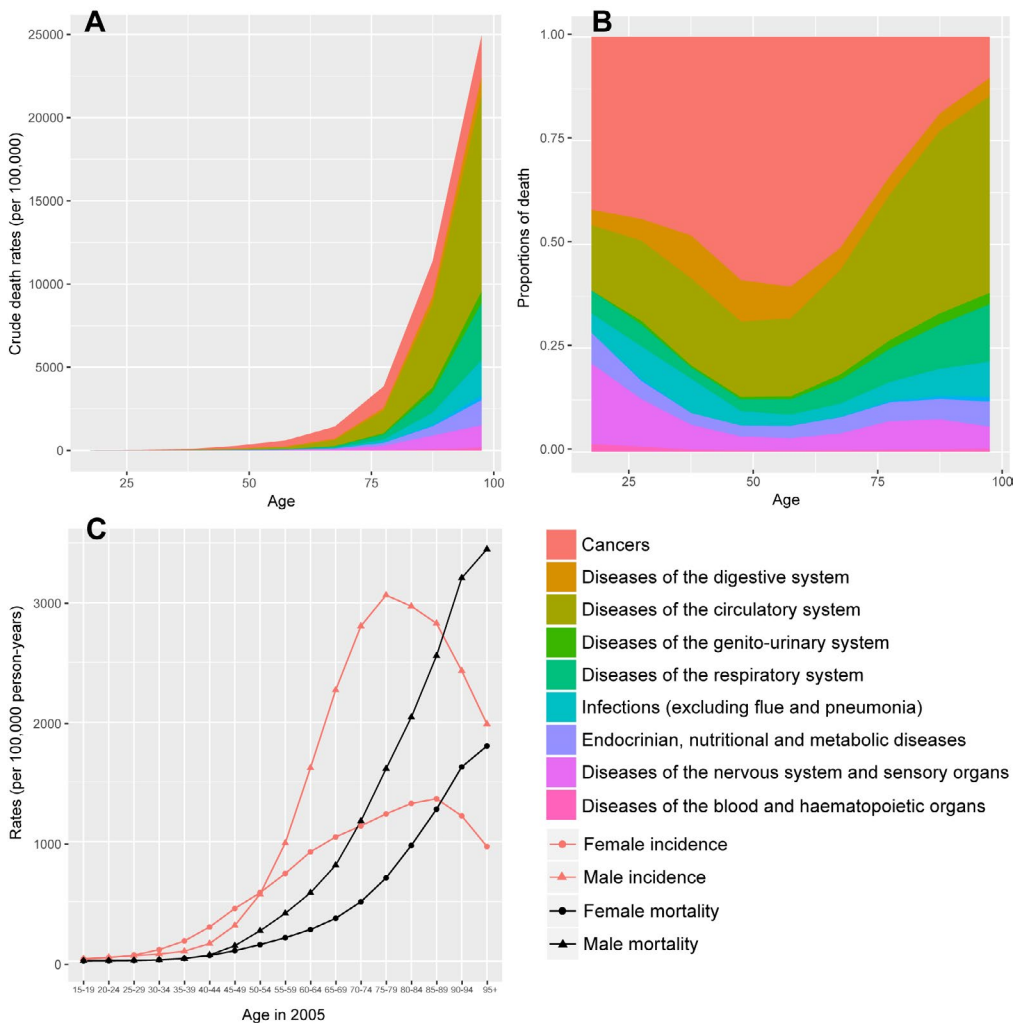 A
Crude death rates (per 100,000)
25000
20000
15000
10000
5000
0
25
50
75
100
Age
B
Proportions of death
1.00
0.75
0.50
0.25
0.00
25
50
75
100
Age
C
Rates (per 100,000 person-years)
3000
2000
1000
0
15-19 20-24 25-29 30-34 35-39 40-44 45-49 50-54 55-59 60-64 65-69 70-74 75-79 80-84 85-89 90-94 95+
Age in 2005
Cancers
Diseases of the digestive system
Diseases of the circulatory system
Diseases of the genito-urinary system
Diseases of the respiratory system
Infections (excluding flue and pneumonia)
Endocrinian, nutritional and metabolic diseases
Diseases of the nervous system and sensory organs
Diseases of the blood and haematopoietic organs
Female incidence
Male incidence
Female mortality
Male mortality